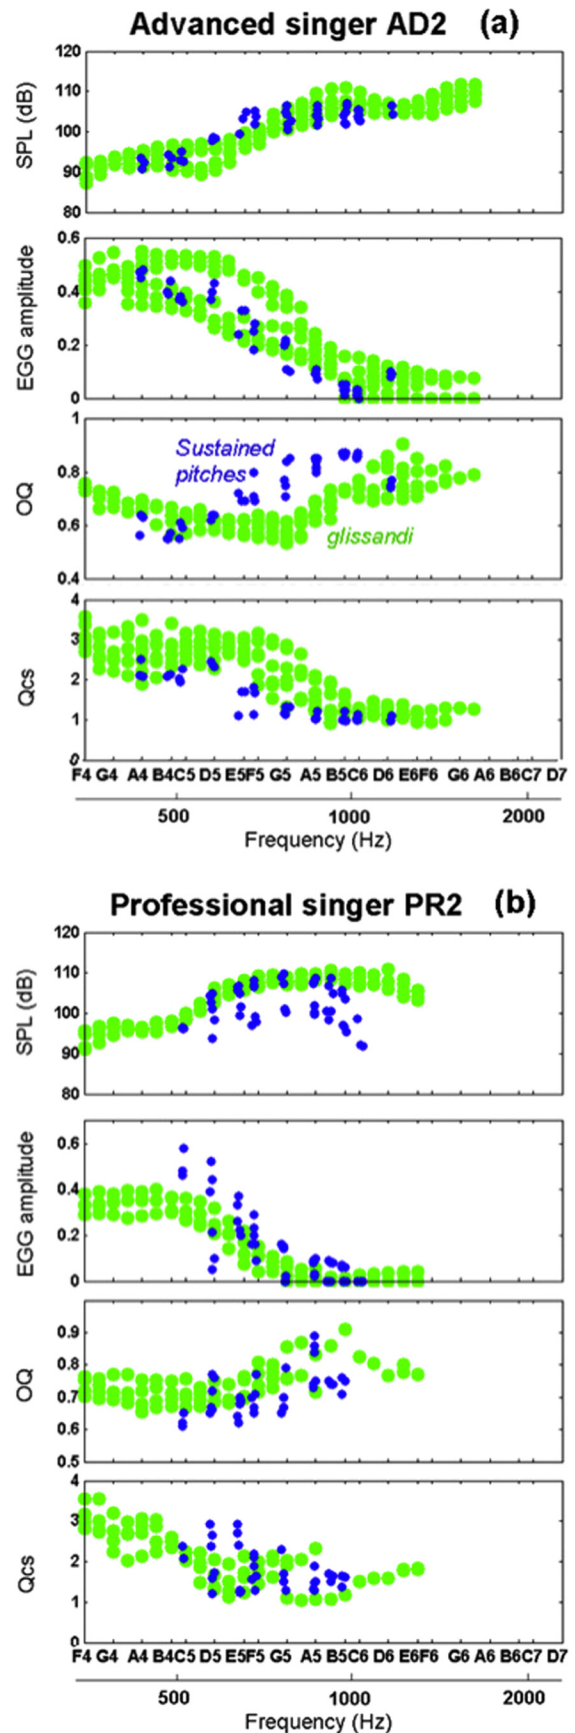 Advanced singer AD2 (a)
120
110
100
90
80
SPL (dB)
0.6
0.4
0.2
0
EGG amplitude
1
0.8
0.6
0.4
OQ
Sustained
pitches
glissandi
4
3
2
1
0
Qcs
F4 G4 A4 B4C5 D5 E5F5 G5 A5 B5C6 D6 E6F6 G6 A6 B6C7 D7
500 1000 2000
Frequency (Hz)
Professional singer PR2 (b)
120
110
100
90
80
SPL (dB)
0.6
0.4
0.2
0
EGG amplitude
0.9
0.8
0.7
0.6
0.5
OQ
4
3
2
1
0
Qcs
F4 G4 A4 B4C5 D5 E5F5 G5 A5 B5C6 D6 E6F6 G6 A6 B6C7 D7
500 1000 2000
Frequency (Hz)